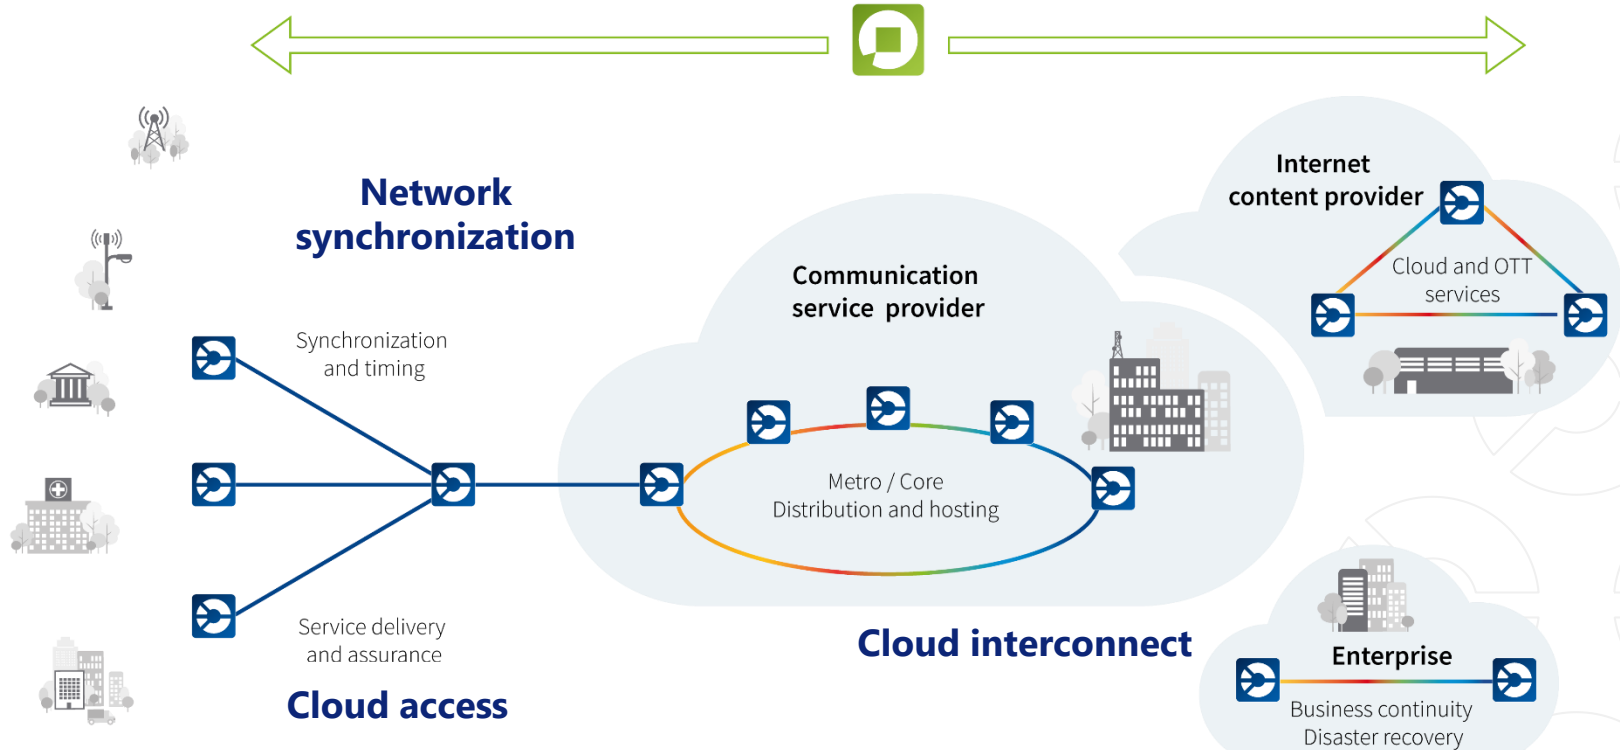 Network
synchronization
Synchronization
and timing
Service delivery
and assurance
Cloud access
Communication
service provider
Metro / Core
Distribution and hosting
Cloud interconnect
Internet
content provider
Cloud and OTT
services
Enterprise
Business continuity
Disaster recovery